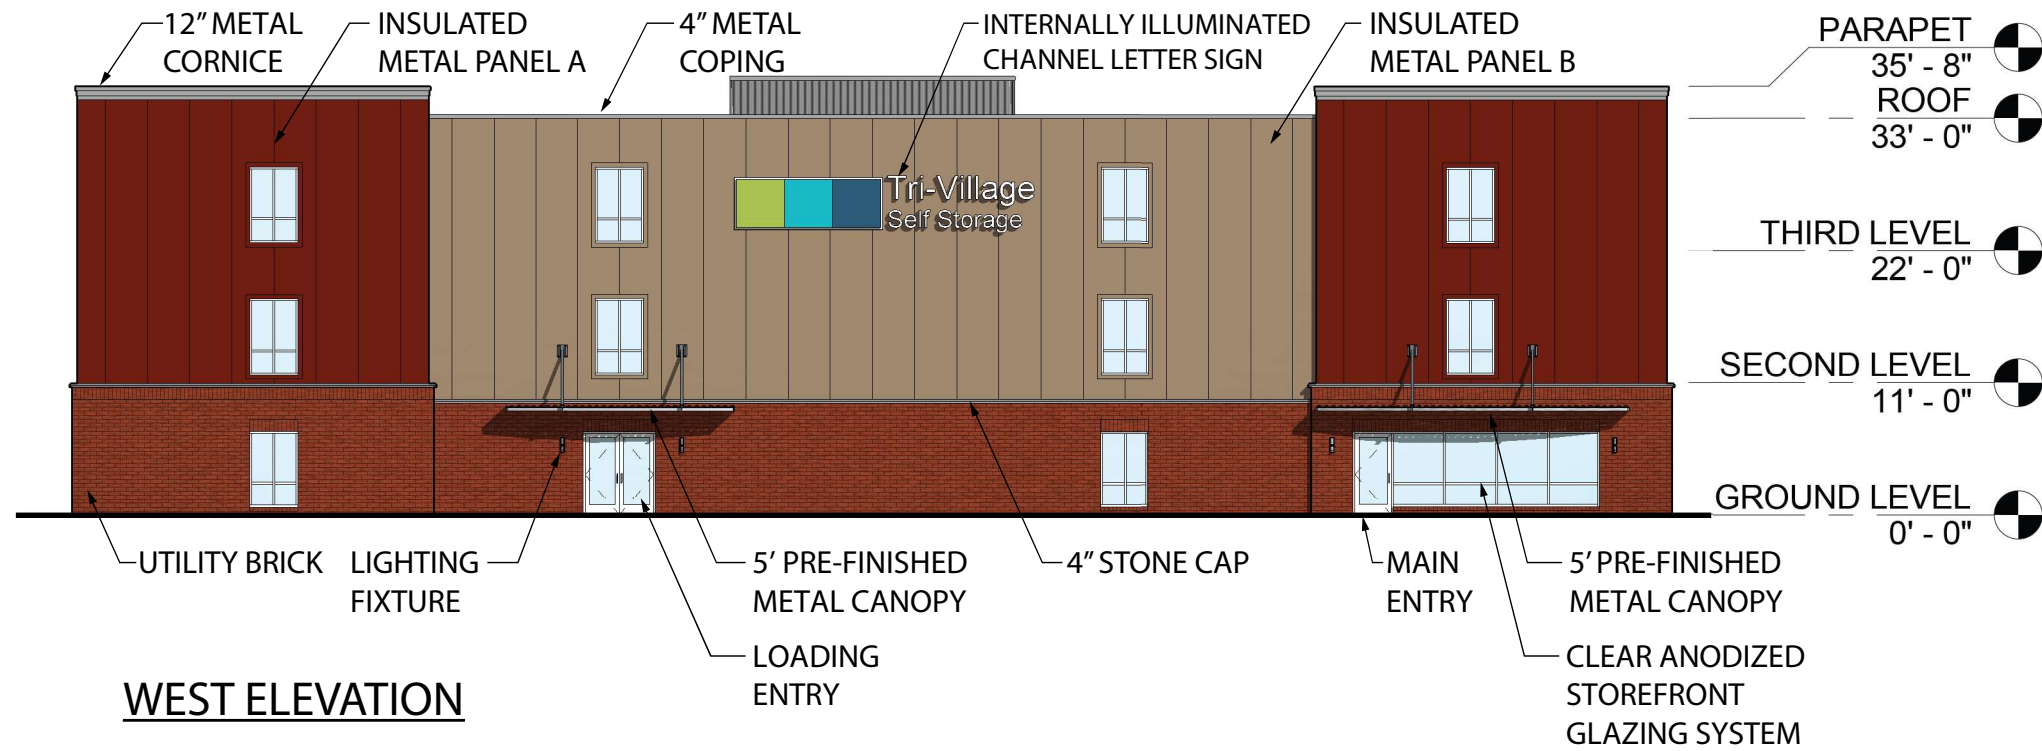 12” METAL
CORNICE
INSULATED
METAL PANEL A
4” METAL
COPING
INTERNALLY ILLUMINATED
CHANNEL LETTER SIGN
INSULATED
METAL PANEL B
PARAPET
35' - 8"
ROOF
33' - 0"
Tri-Village
Self Storage
THIRD LEVEL
22' - 0"
SECOND LEVEL
11' - 0"
GROUND LEVEL
0' - 0"
UTILITY BRICK
LIGHTING
FIXTURE
5’ PRE-FINISHED
METAL CANOPY
4” STONE CAP
MAIN
ENTRY
5’ PRE-FINISHED
METAL CANOPY
LOADING
ENTRY
CLEAR ANODIZED
STOREFRONT
GLAZING SYSTEM
WEST ELEVATION